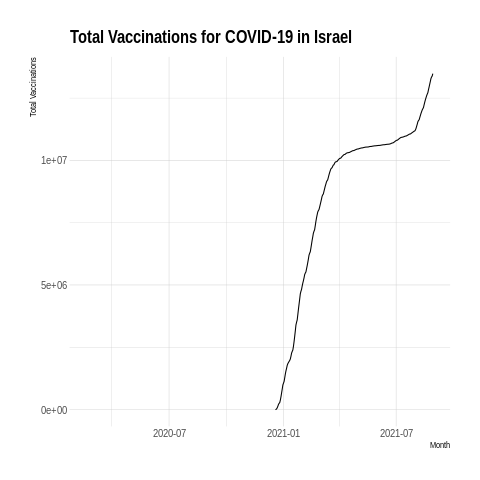 Total Vaccinations for COVID-19 in Israel
Total Vaccinations
1e+07
5e+06
0e+00
2020-07 2021-01 2021-07
Month